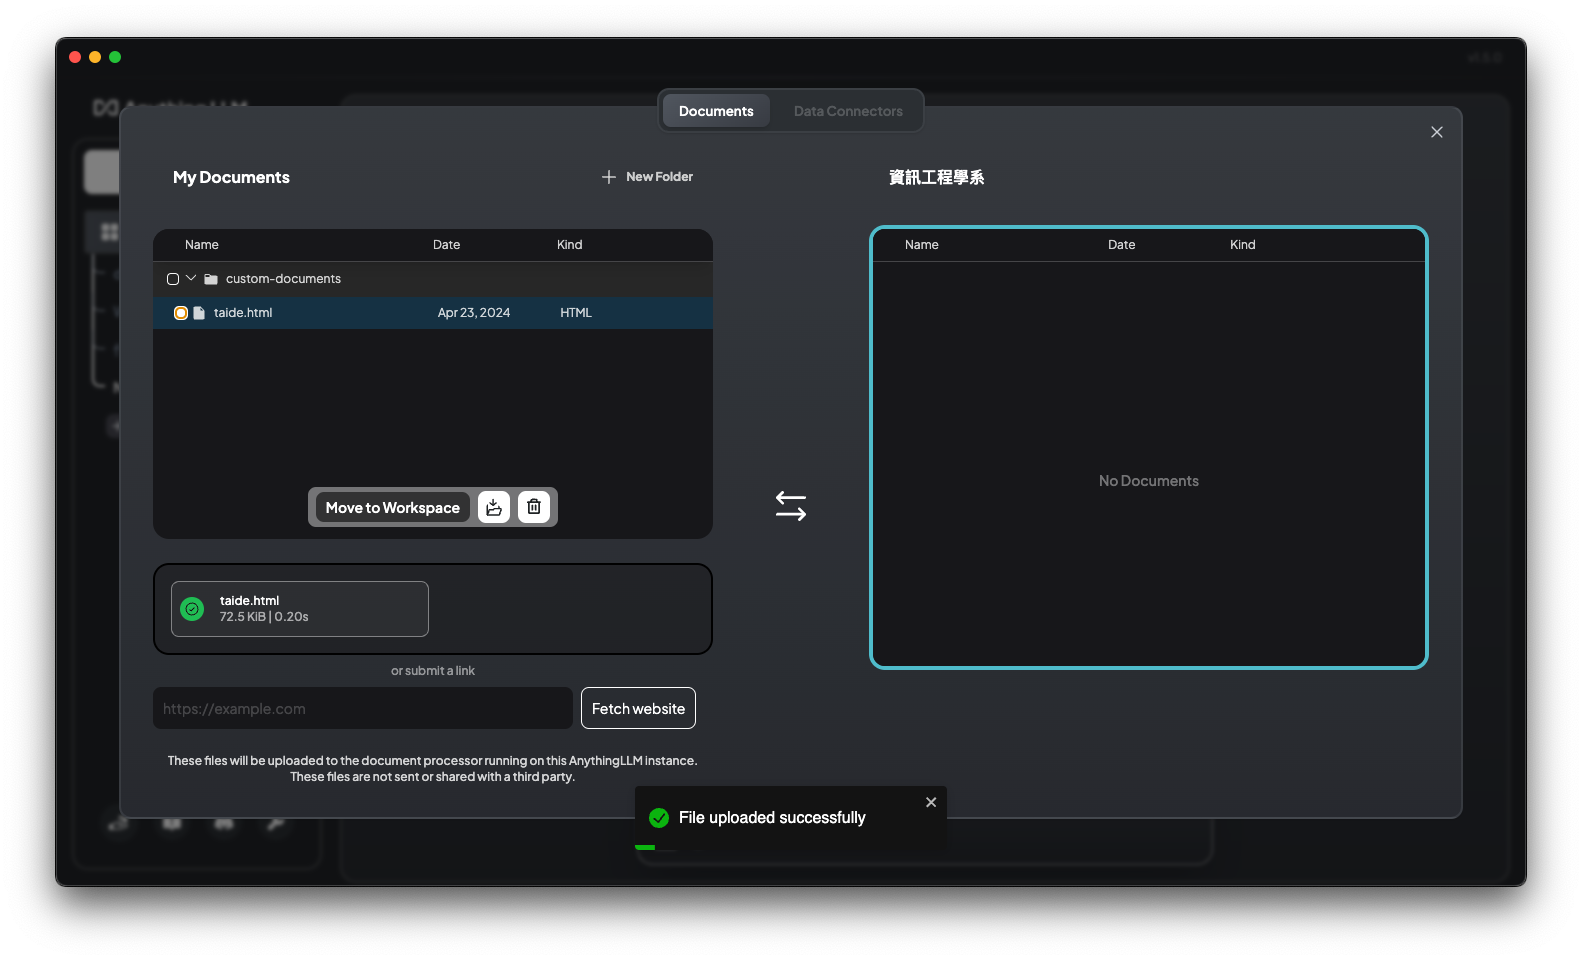 Documents
Data Connectors
My Documents
New Folder
資訊工程學系
Name Date Kind
custom-documents
taide.html Apr 23, 2024 HTML
Move to Workspace
Name Date Kind
No Documents
taide.html
72.5 KiB | 0.20s
or submit a link
https://example.com
Fetch website
These files will be uploaded to the document processor running on this AnythingLLM instance.
These files are not sent or shared with a third party.
File uploaded successfully